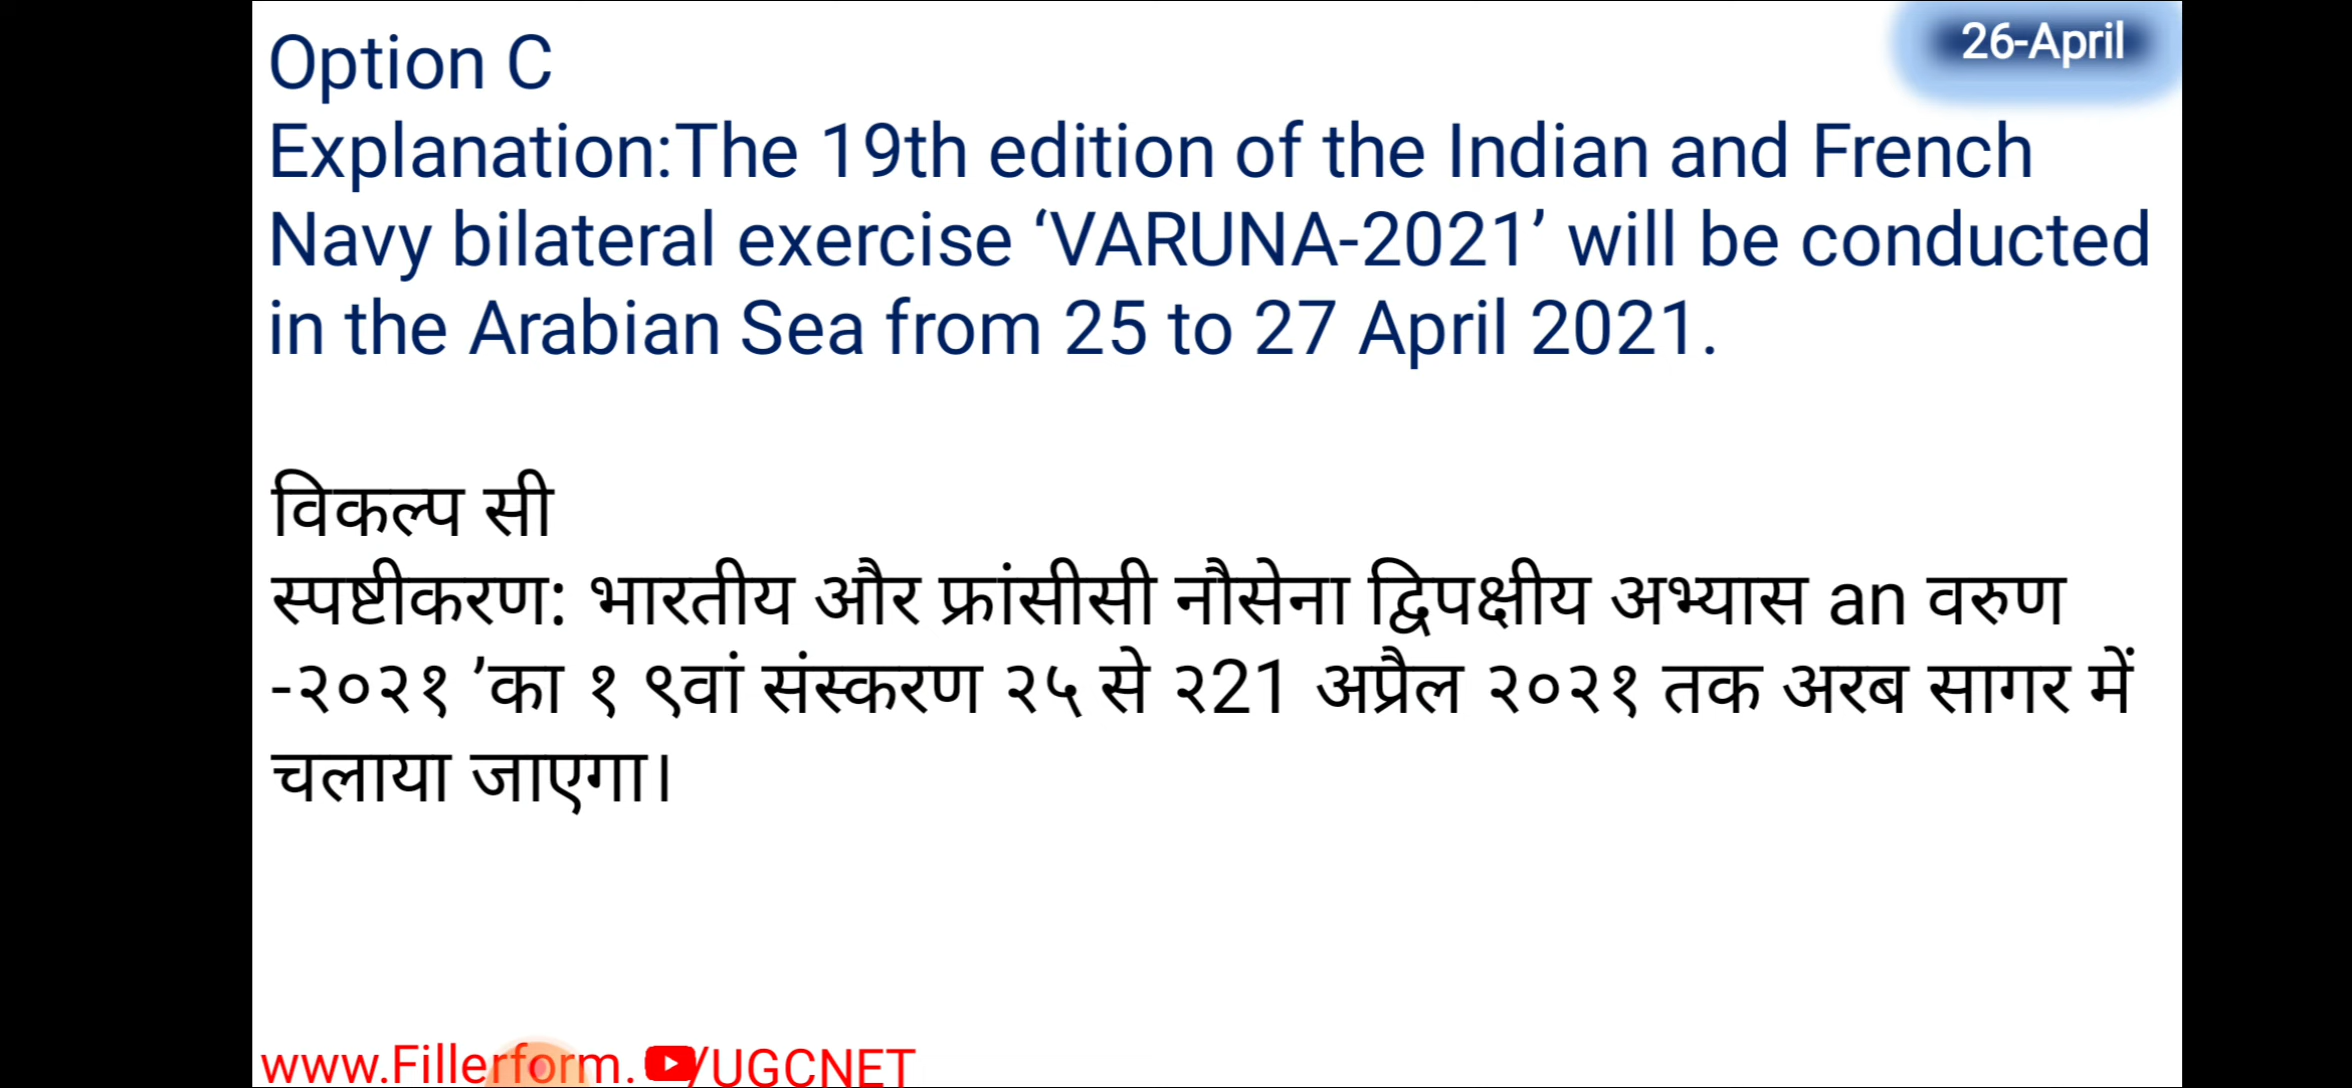 26-April
Option C
Explanation:The 19th edition of the Indian and French
Navy bilateral exercise ‘VARUNA-2021’ will be conducted
in the Arabian Sea from 25 to 27 April 2021.
विकल्प सी
स्पष्टीकरण: भारतीय और फ्रांसीसी नौसेना द्विपक्षीय अभ्यास an वरुण
-२०२१ ’का १ ९वां संस्करण २५ से २21 अप्रैल २०२१ तक अरब सागर में
चलाया जाएगा।
www.Fillerform. /UGCNET